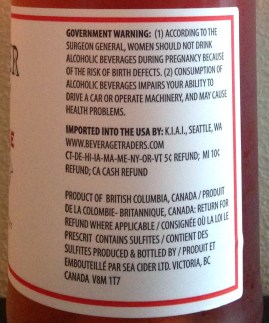 ER
GOVERNMENT WARNING: (1) ACCORDING TO THE
SURGEON GENERAL, WOMEN SHOULD NOT DRINK
ALCOHOLIC BEVERAGES DURING PREGNANCY BECAUSE
OF THE RISK OF BIRTH DEFECTS. (2) CONSUMPTION OF
ALCOHOLIC BEVERAGES IMPAIRS YOUR ABILITY TO
DRIVE A CAR OR OPERATE MACHINERY, AND MAY CAUSE
HEALTH PROBLEMS.
IMPORTED INTO THE USA BY: K.I.A.I., SEATTLE, WA
WWW.BEVERAGETRADERS.COM
CT-DE-HI-IA-MA-ME-NY-OR-VT 5¢ REFUND; MI 10¢
REFUND; CA CASH REFUND
PRODUCT OF BRITISH COLUMBIA, CANADA / PRODUIT
DE LA COLOMBIE- BRITANNIQUE, CANADA: RETURN FOR
REFUND WHERE APPLICABLE / CONSIGNÉE OÙ LA LOI LE
PRESCRIT CONTAINS SULFITES / CONTIENT DES
SULFITES PRODUCED & BOTTLED BY / PRODUIT ET
EMBOUTEILLÉ PAR SEA CIDER LTD. VICTORIA, BC
CANADA V8M 1T7